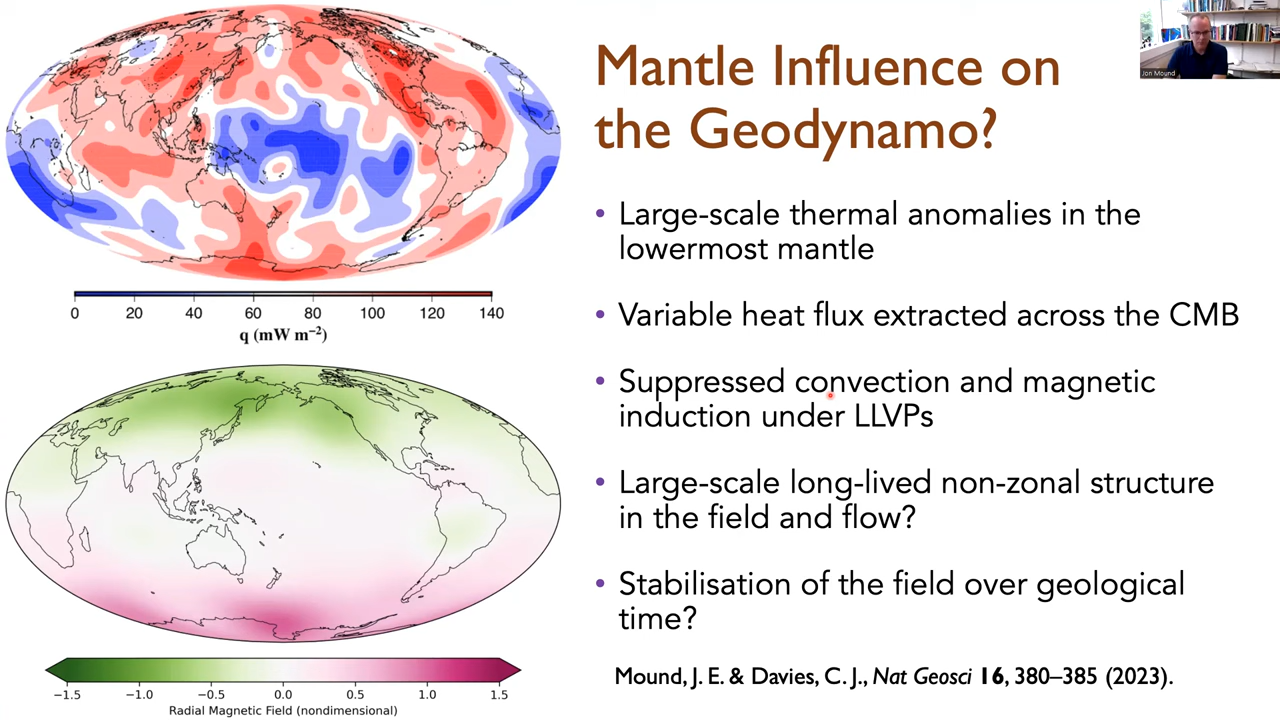 Mantle Influence on
the Geodynamo?
Jon Mound
• Large-scale thermal anomalies in the
lowermost mantle
• Variable heat flux extracted across the CMB
• Suppressed convection and magnetic
induction under LLVPs
• Large-scale long-lived non-zonal structure
in the field and flow?
• Stabilisation of the field over geological
time?
Mound, J. E. & Davies, C. J., Nat Geosci 16, 380–385 (2023).
0 20 40 60 80 100 120 140
q (mW m⁻²)
−1.5 −1.0 −0.5 0.0 0.5 1.0 1.5
Radial Magnetic Field (nondimensional)